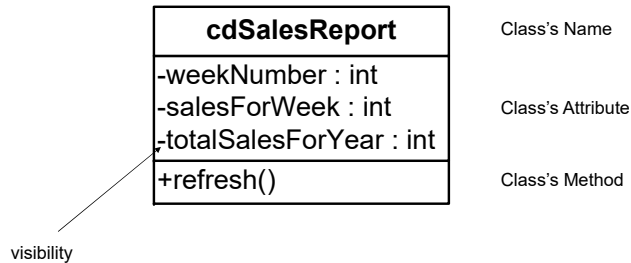 cdSalesReport
Class’s Name
-weekNumber : int
-salesForWeek : int
Class’s Attribute
-totalSalesForYear : int
+refresh()
Class’s Method
visibility